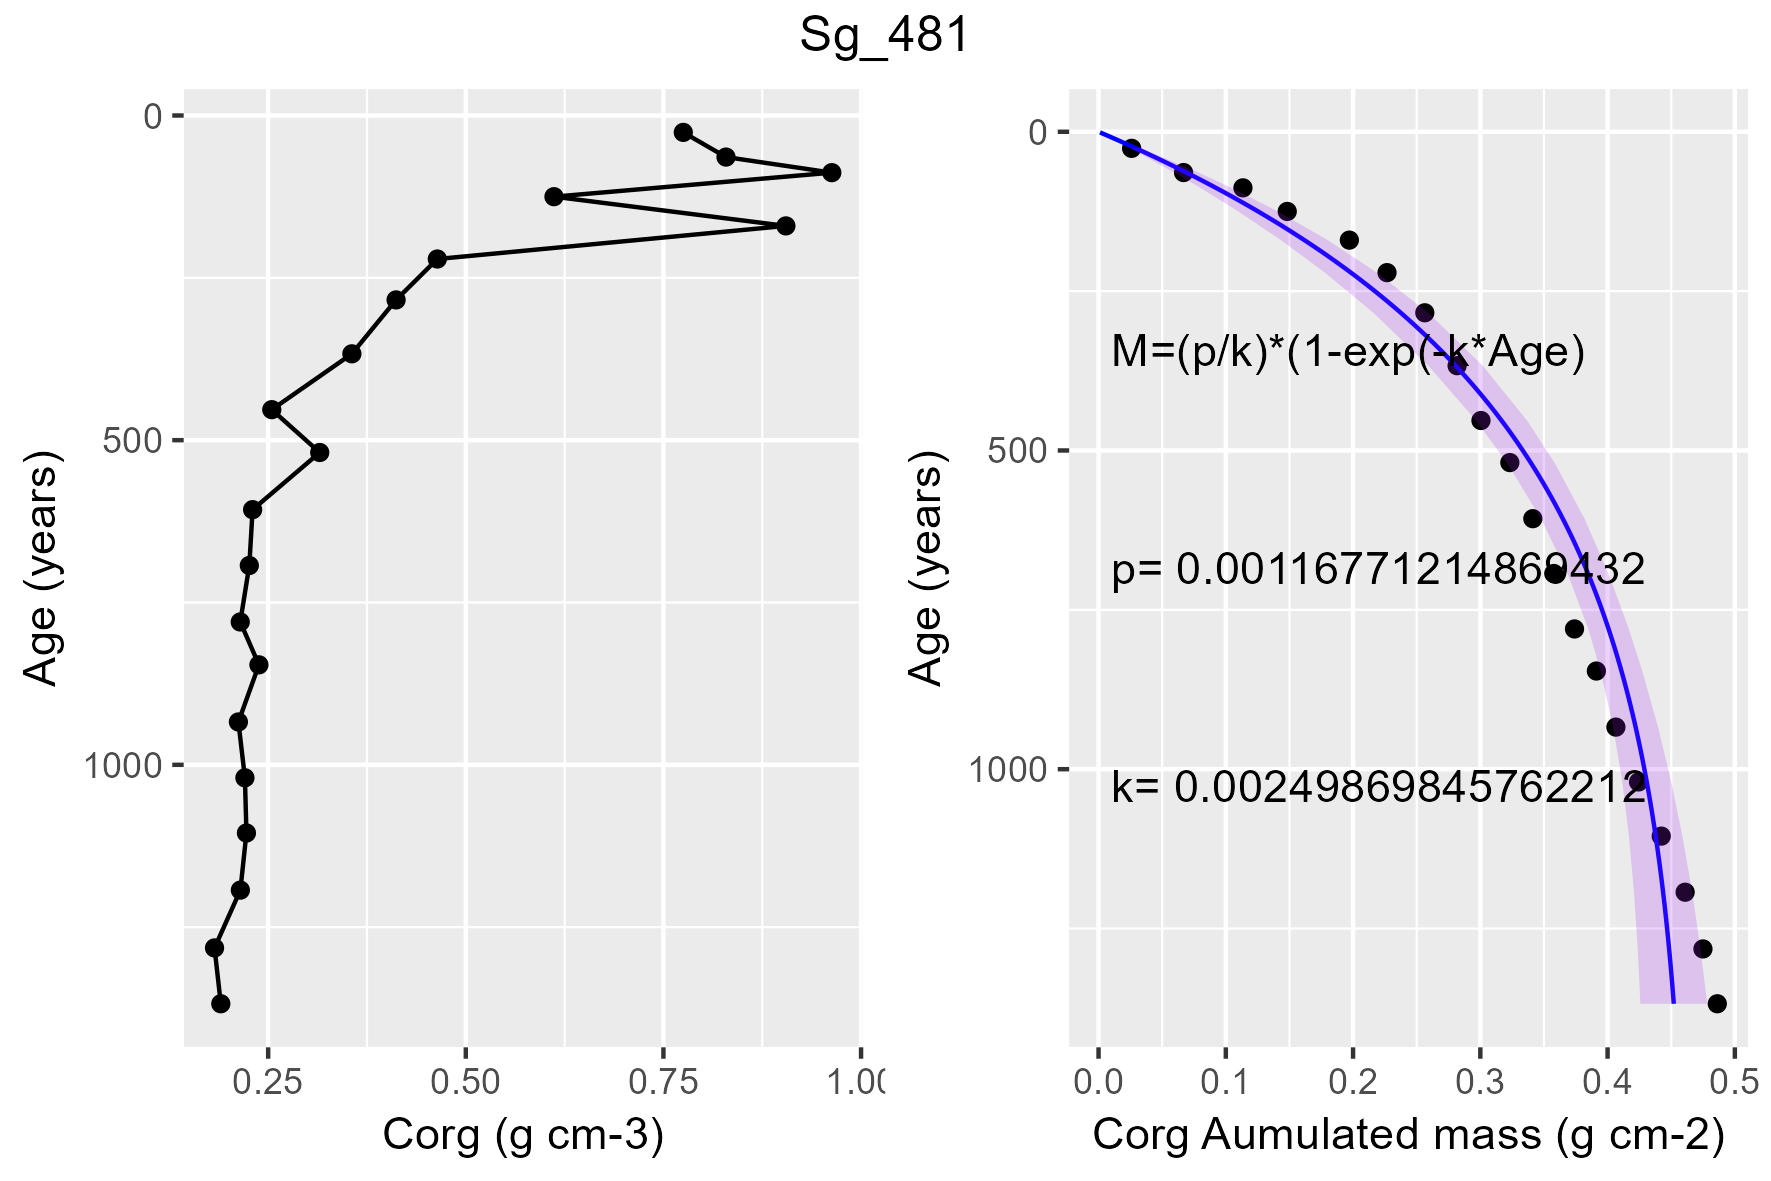 Sg_481
0
500
1000
Age (years)
0.25
0.50
0.75
1.00
Corg (g cm-3)
0
500
1000
Age (years)
M=(p/k)*(1-exp(-k*Age)
p= 0.00116771214869432
k= 0.00249869845762212
0.0
0.1
0.2
0.3
0.4
0.5
Corg Aumulated mass (g cm-2)